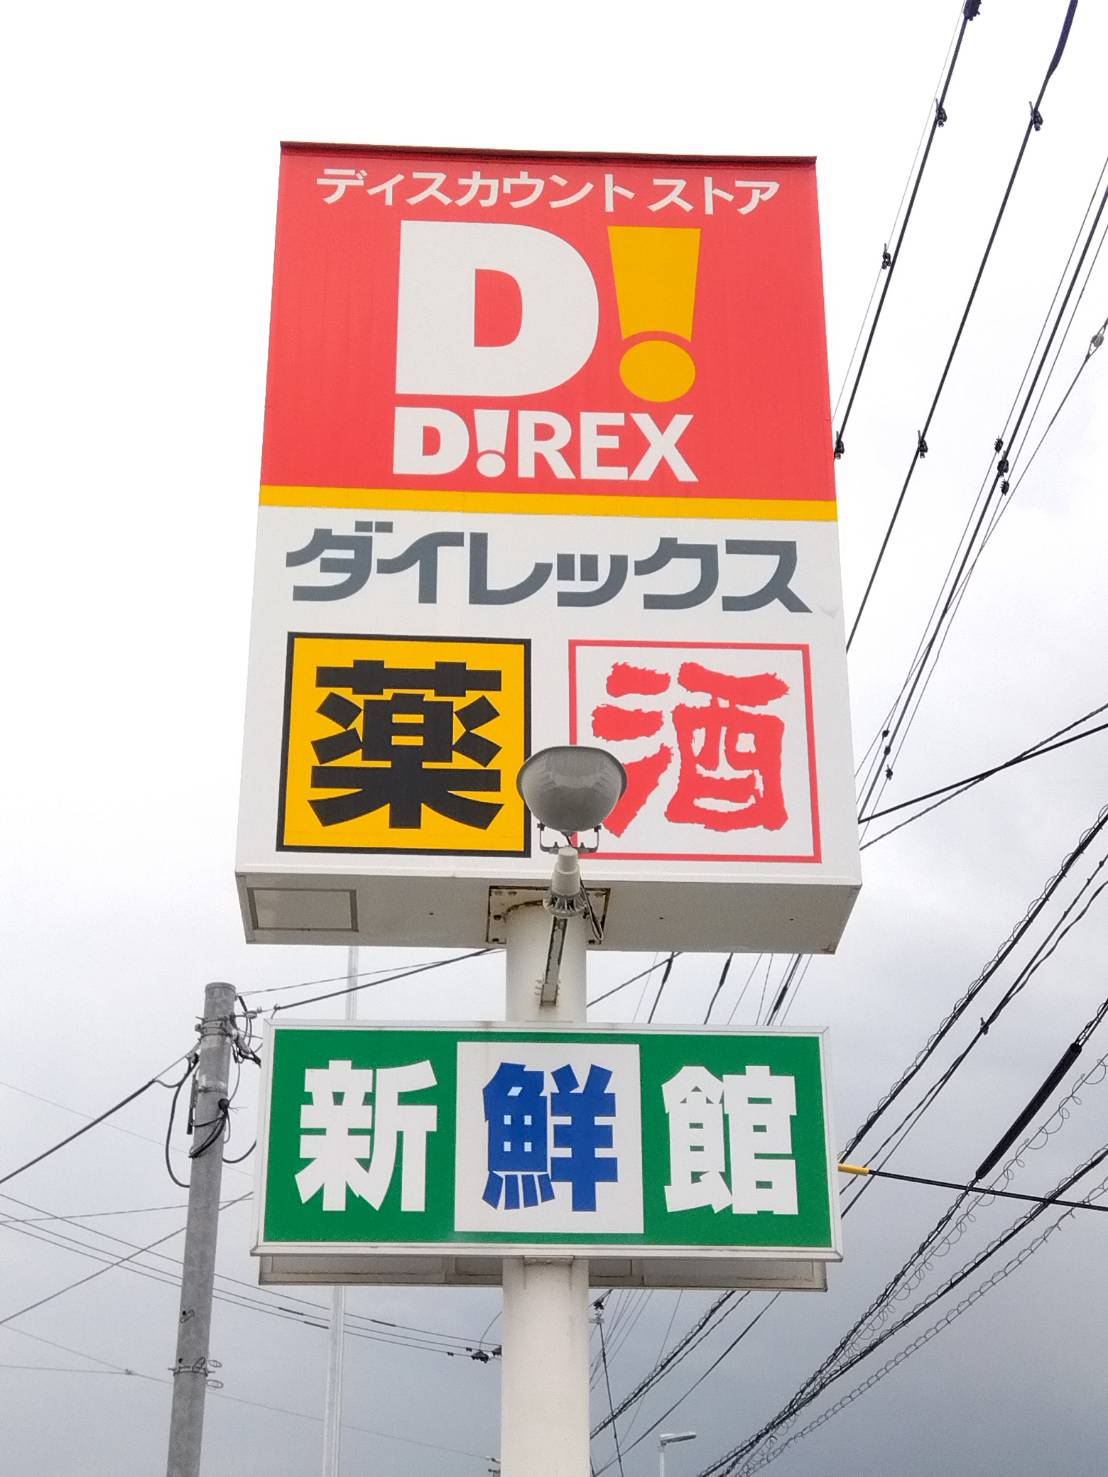 ディスカウント ストア
D!
D!REX
ダイレックス
薬 酒
新鮮館